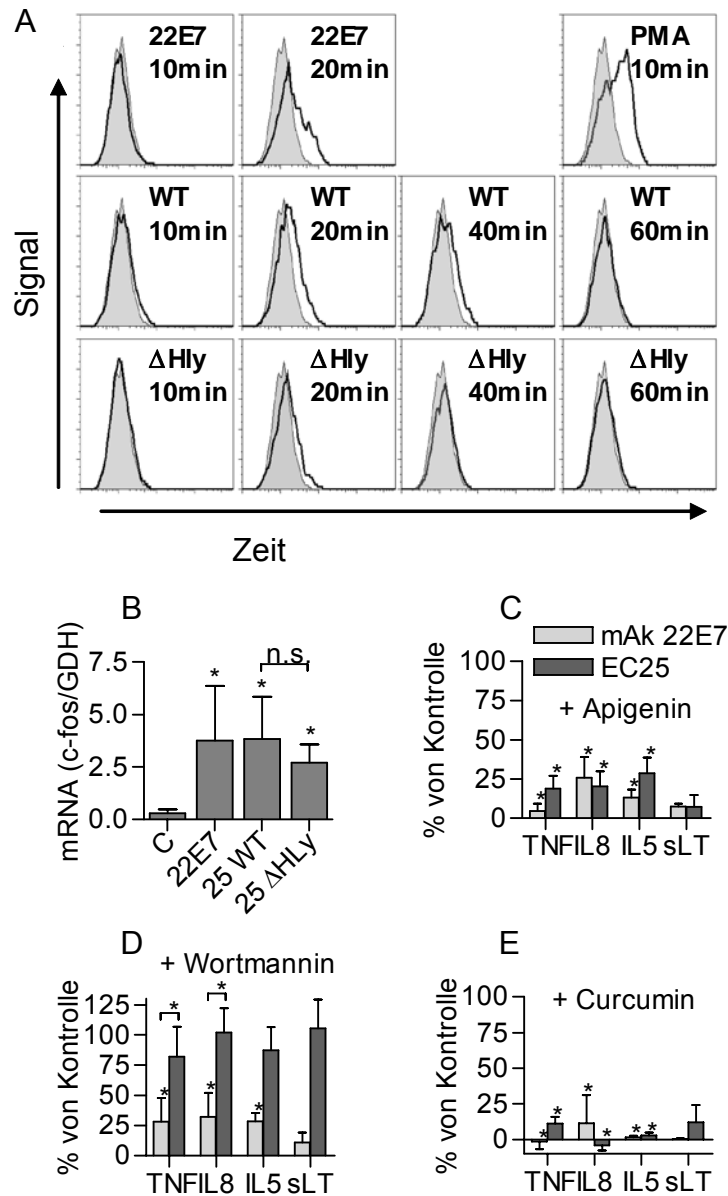 A
22E7
10min
22E7
20min
PMA
10min
WT
10min
WT
20min
WT
40min
WT
60min
ΔHly
10min
ΔHly
20min
ΔHly
40min
ΔHly
60min
Signal
Zeit
B
mRNA (c-fos/GDH)
7.5
5.0
2.5
0.0
* * n.s. *
C 22E7 25 WT 25 ΔHLy
C
mAk 22E7
EC25
+ Apigenin
% von Kontrolle
100
75
50
25
0
* * * * * *
TNF IL8 IL5 sLT
D
+ Wortmannin
% von Kontrolle
125
100
75
50
25
0
* *
* * *
TNF IL8 IL5 sLT
E
+ Curcumin
% von Kontrolle
100
75
50
25
0
* * * * * *
TNF IL8 IL5 sLT